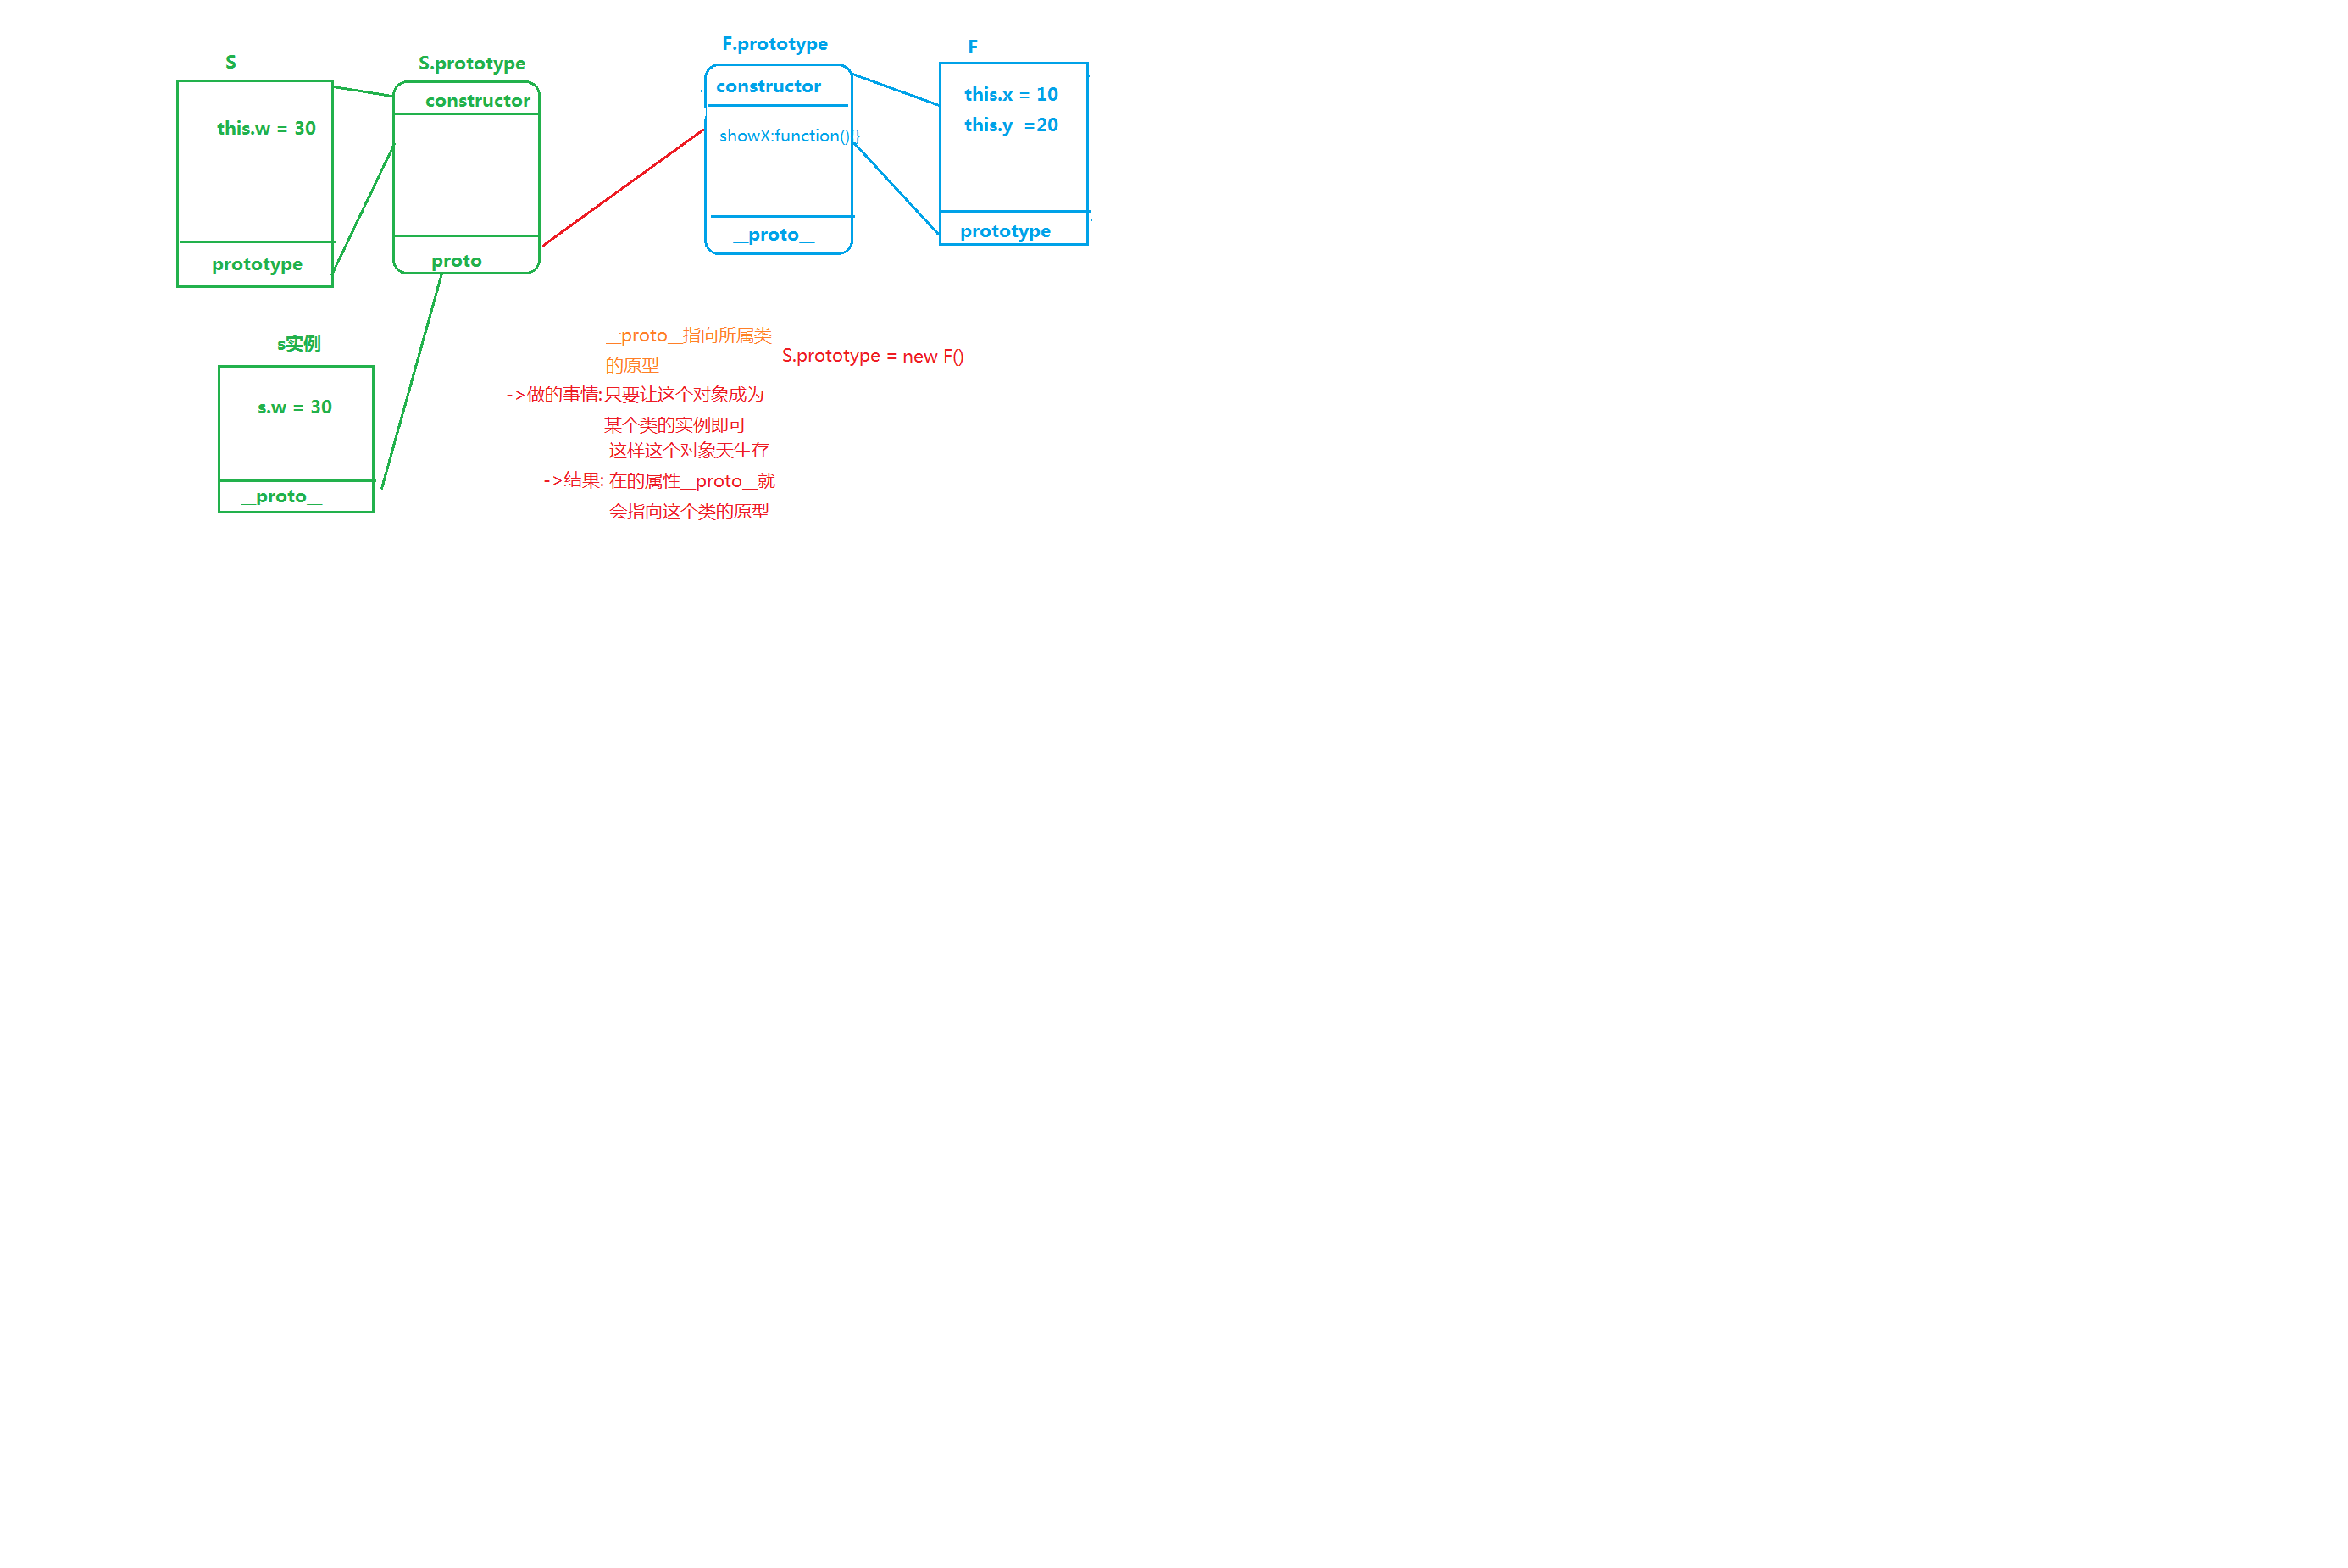 S
this.w = 30
prototype
S.prototype
constructor
__proto__
F.prototype
constructor
showX:function(){}
__proto__
F
this.x = 10
this.y =20
prototype
s实例
s.w = 30
__proto__
__proto__指向所属类
的原型
S.prototype = new F()
->做的事情:只要让这个对象成为
某个类的实例即可
这样这个对象天生存
->结果: 在的属性__proto__就
会指向这个类的原型